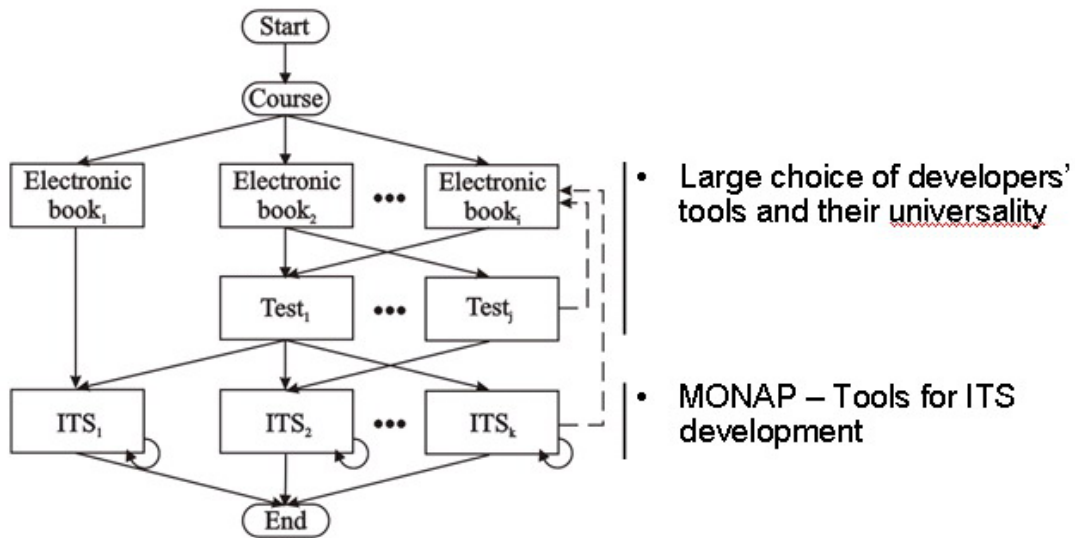 Start
Course
Electronic
book₁
Electronic
book₂
•••
Electronic
bookᵢ
• Large choice of developers’
tools and their universality
Test₁
•••
Testⱼ
ITS₁
ITS₂
•••
ITSₖ
• MONAP – Tools for ITS
development
End